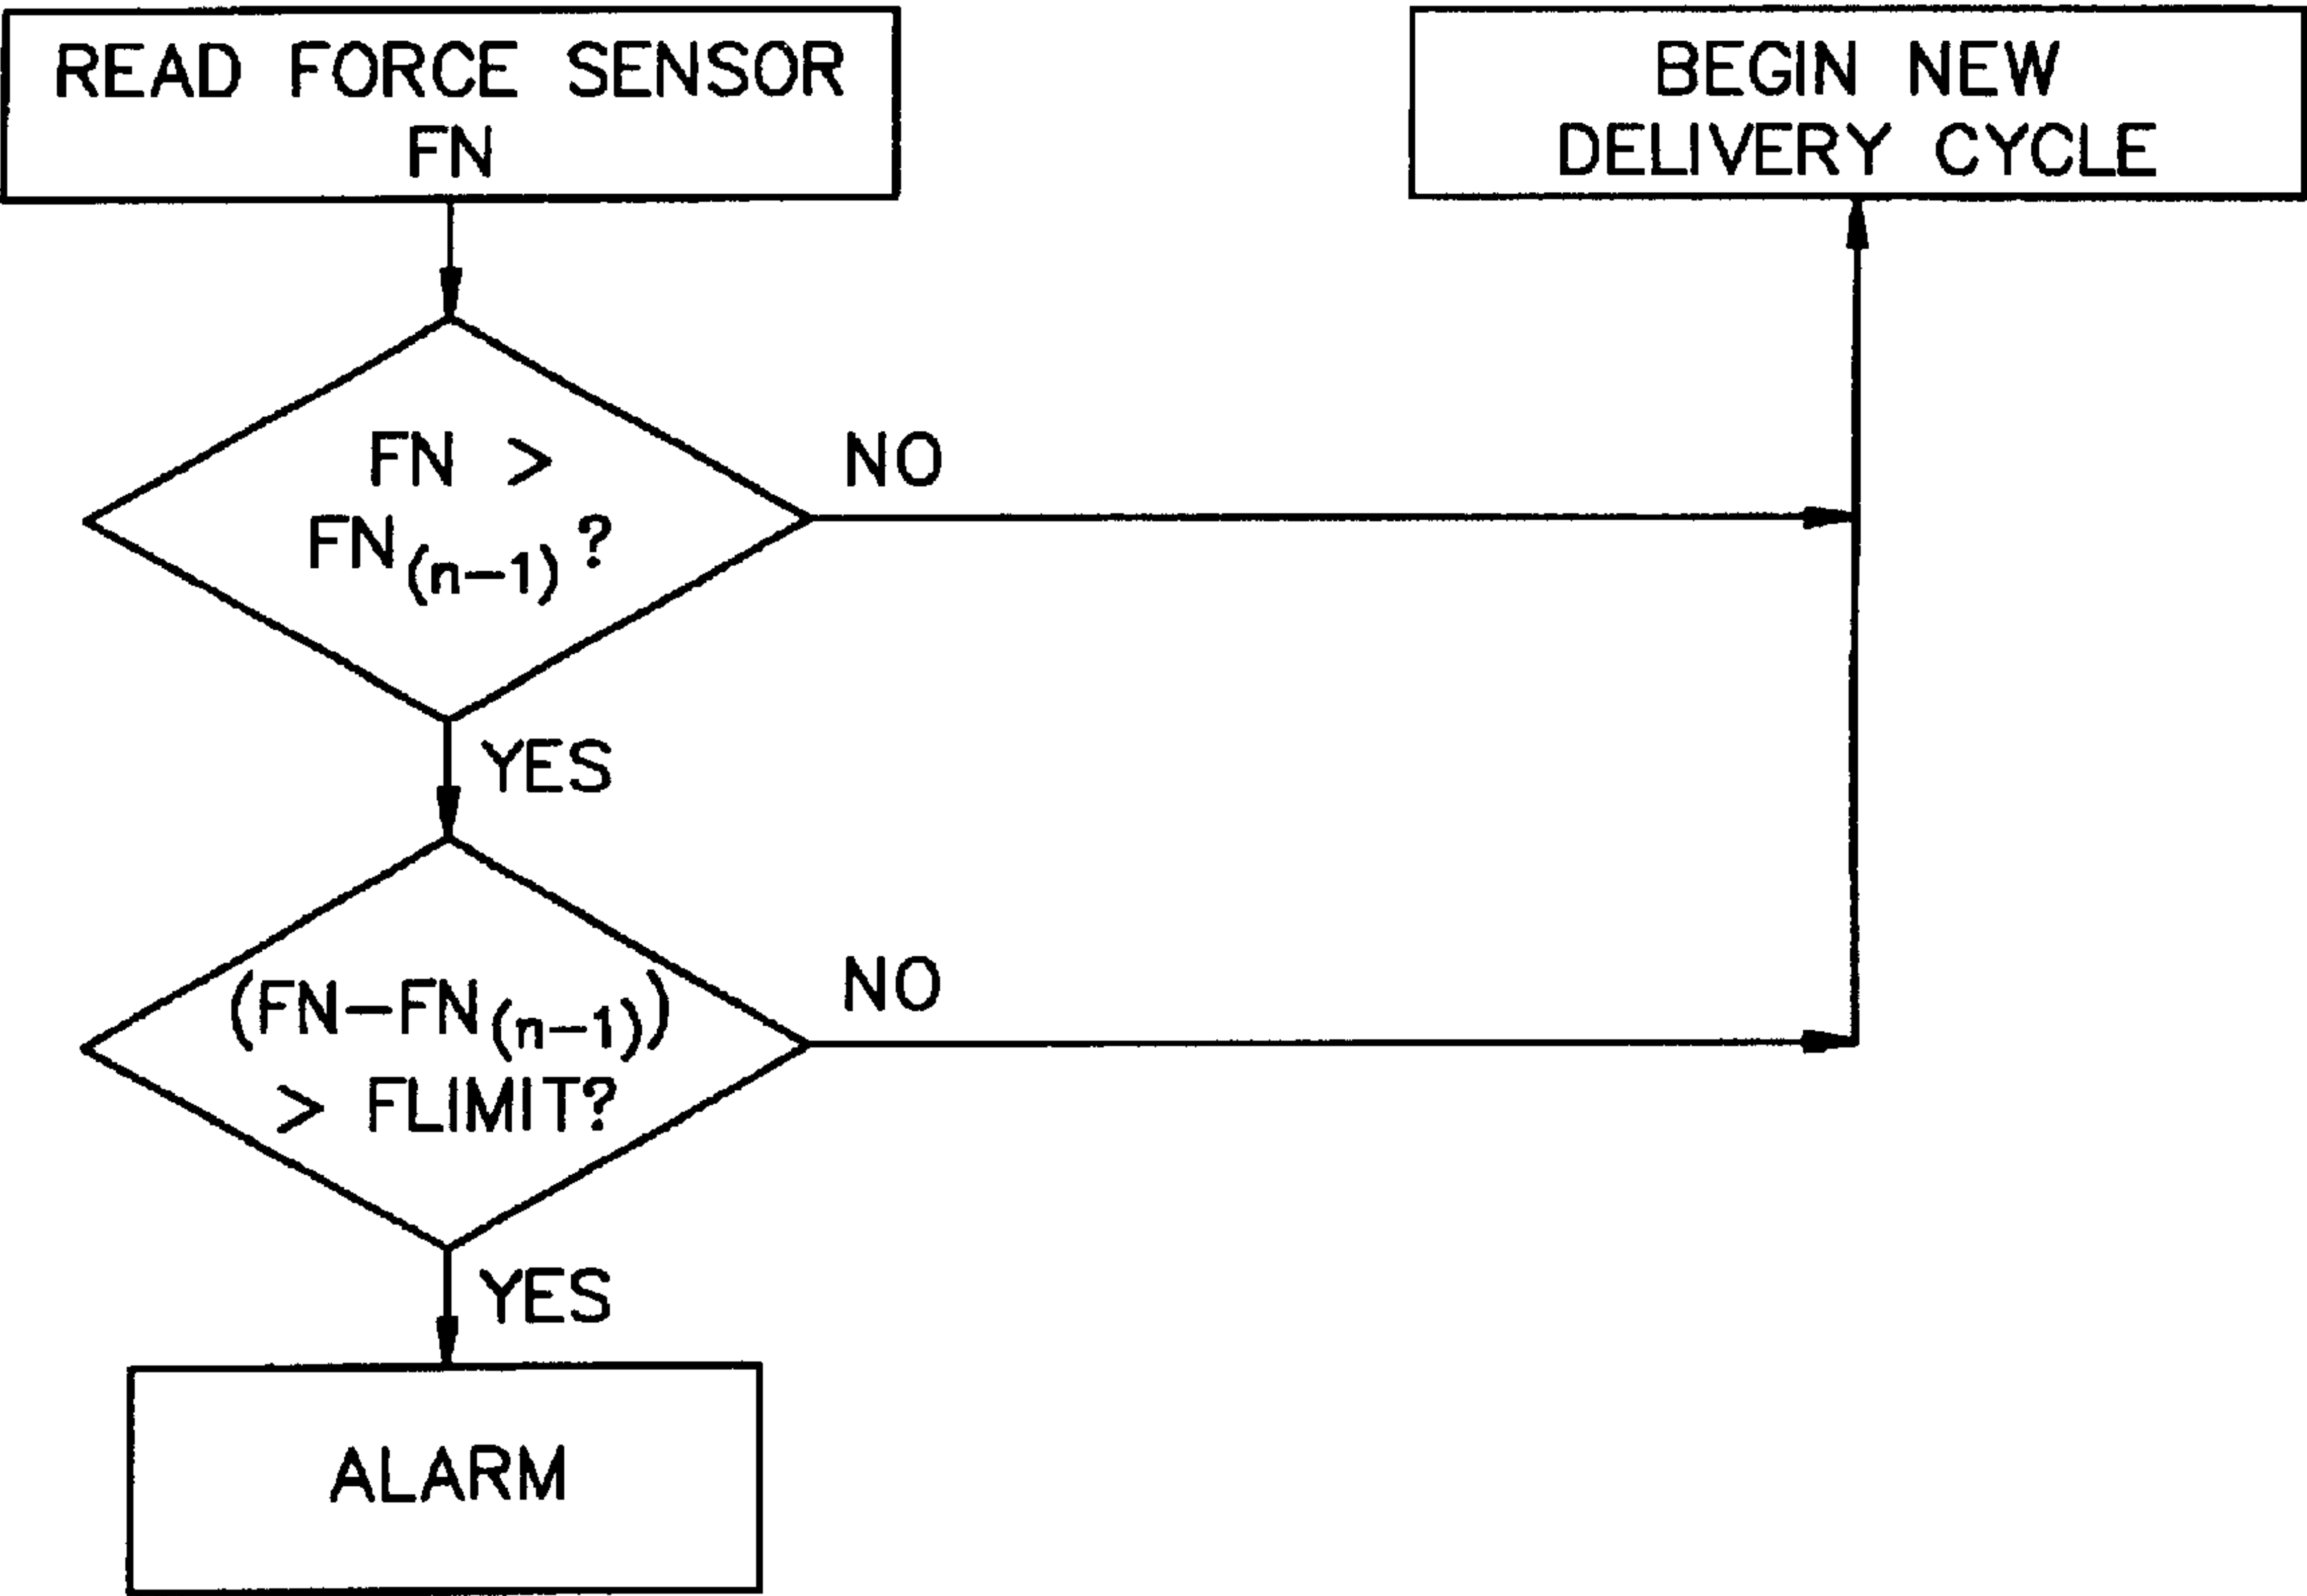 READ FORCE SENSOR
FN
BEGIN NEW
DELIVERY CYCLE
FN >
FN(n-1)?
NO
YES
(FN-FN(n-1))
> FLIMIT?
NO
YES
ALARM